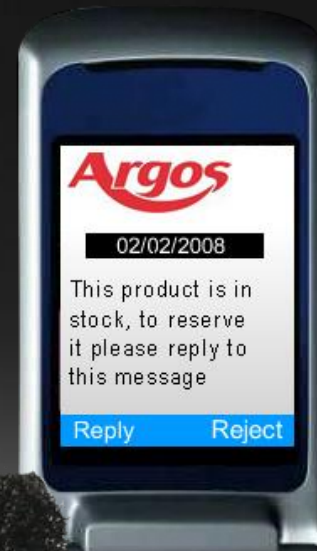 Argos
02/02/2008
This product is in
stock, to reserve
it please reply to
this message
Reply Reject